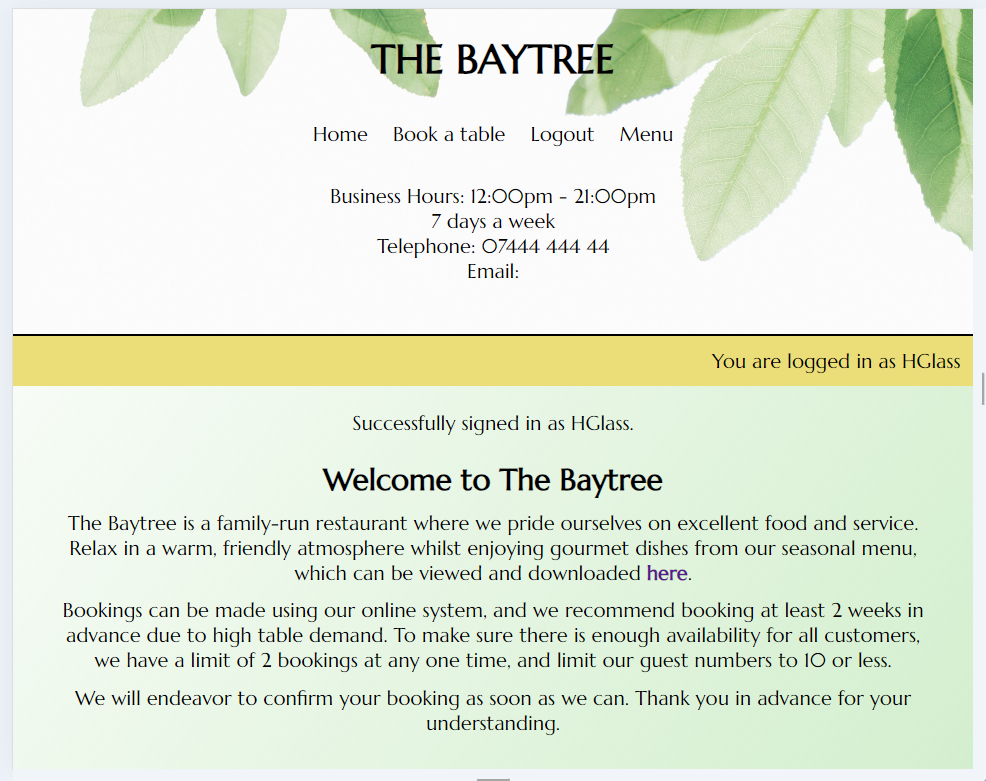 THE BAYTREE
Home Book a table Logout Menu
Business Hours: 12:00pm - 21:00pm
7 days a week
Telephone: 07444 444 44
Email:
You are logged in as HGlass
Successfully signed in as HGlass.
Welcome to The Baytree
The Baytree is a family-run restaurant where we pride ourselves on excellent food and service.
Relax in a warm, friendly atmosphere whilst enjoying gourmet dishes from our seasonal menu,
which can be viewed and downloaded here.
Bookings can be made using our online system, and we recommend booking at least 2 weeks in
advance due to high table demand. To make sure there is enough availability for all customers,
we have a limit of 2 bookings at any one time, and limit our guest numbers to 10 or less.
We will endeavor to confirm your booking as soon as we can. Thank you in advance for your
understanding.